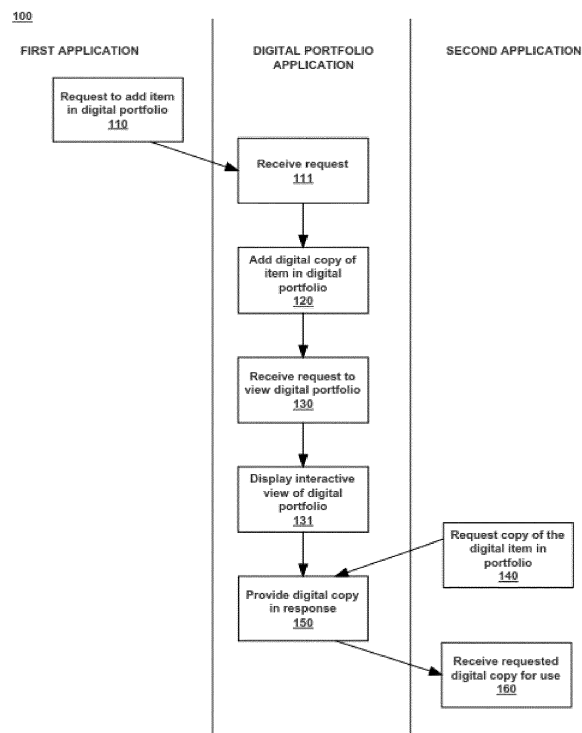 100
FIRST APPLICATION
DIGITAL PORTFOLIO
APPLICATION
SECOND APPLICATION
Request to add item
in digital portfolio
110
Receive request
111
Add digital copy of
item in digital
portfolio
120
Receive request to
view digital portfolio
130
Display interactive
view of digital
portfolio
131
Request copy of the
digital item in
portfolio
140
Provide digital copy
in response
150
Receive requested
digital copy for use
160